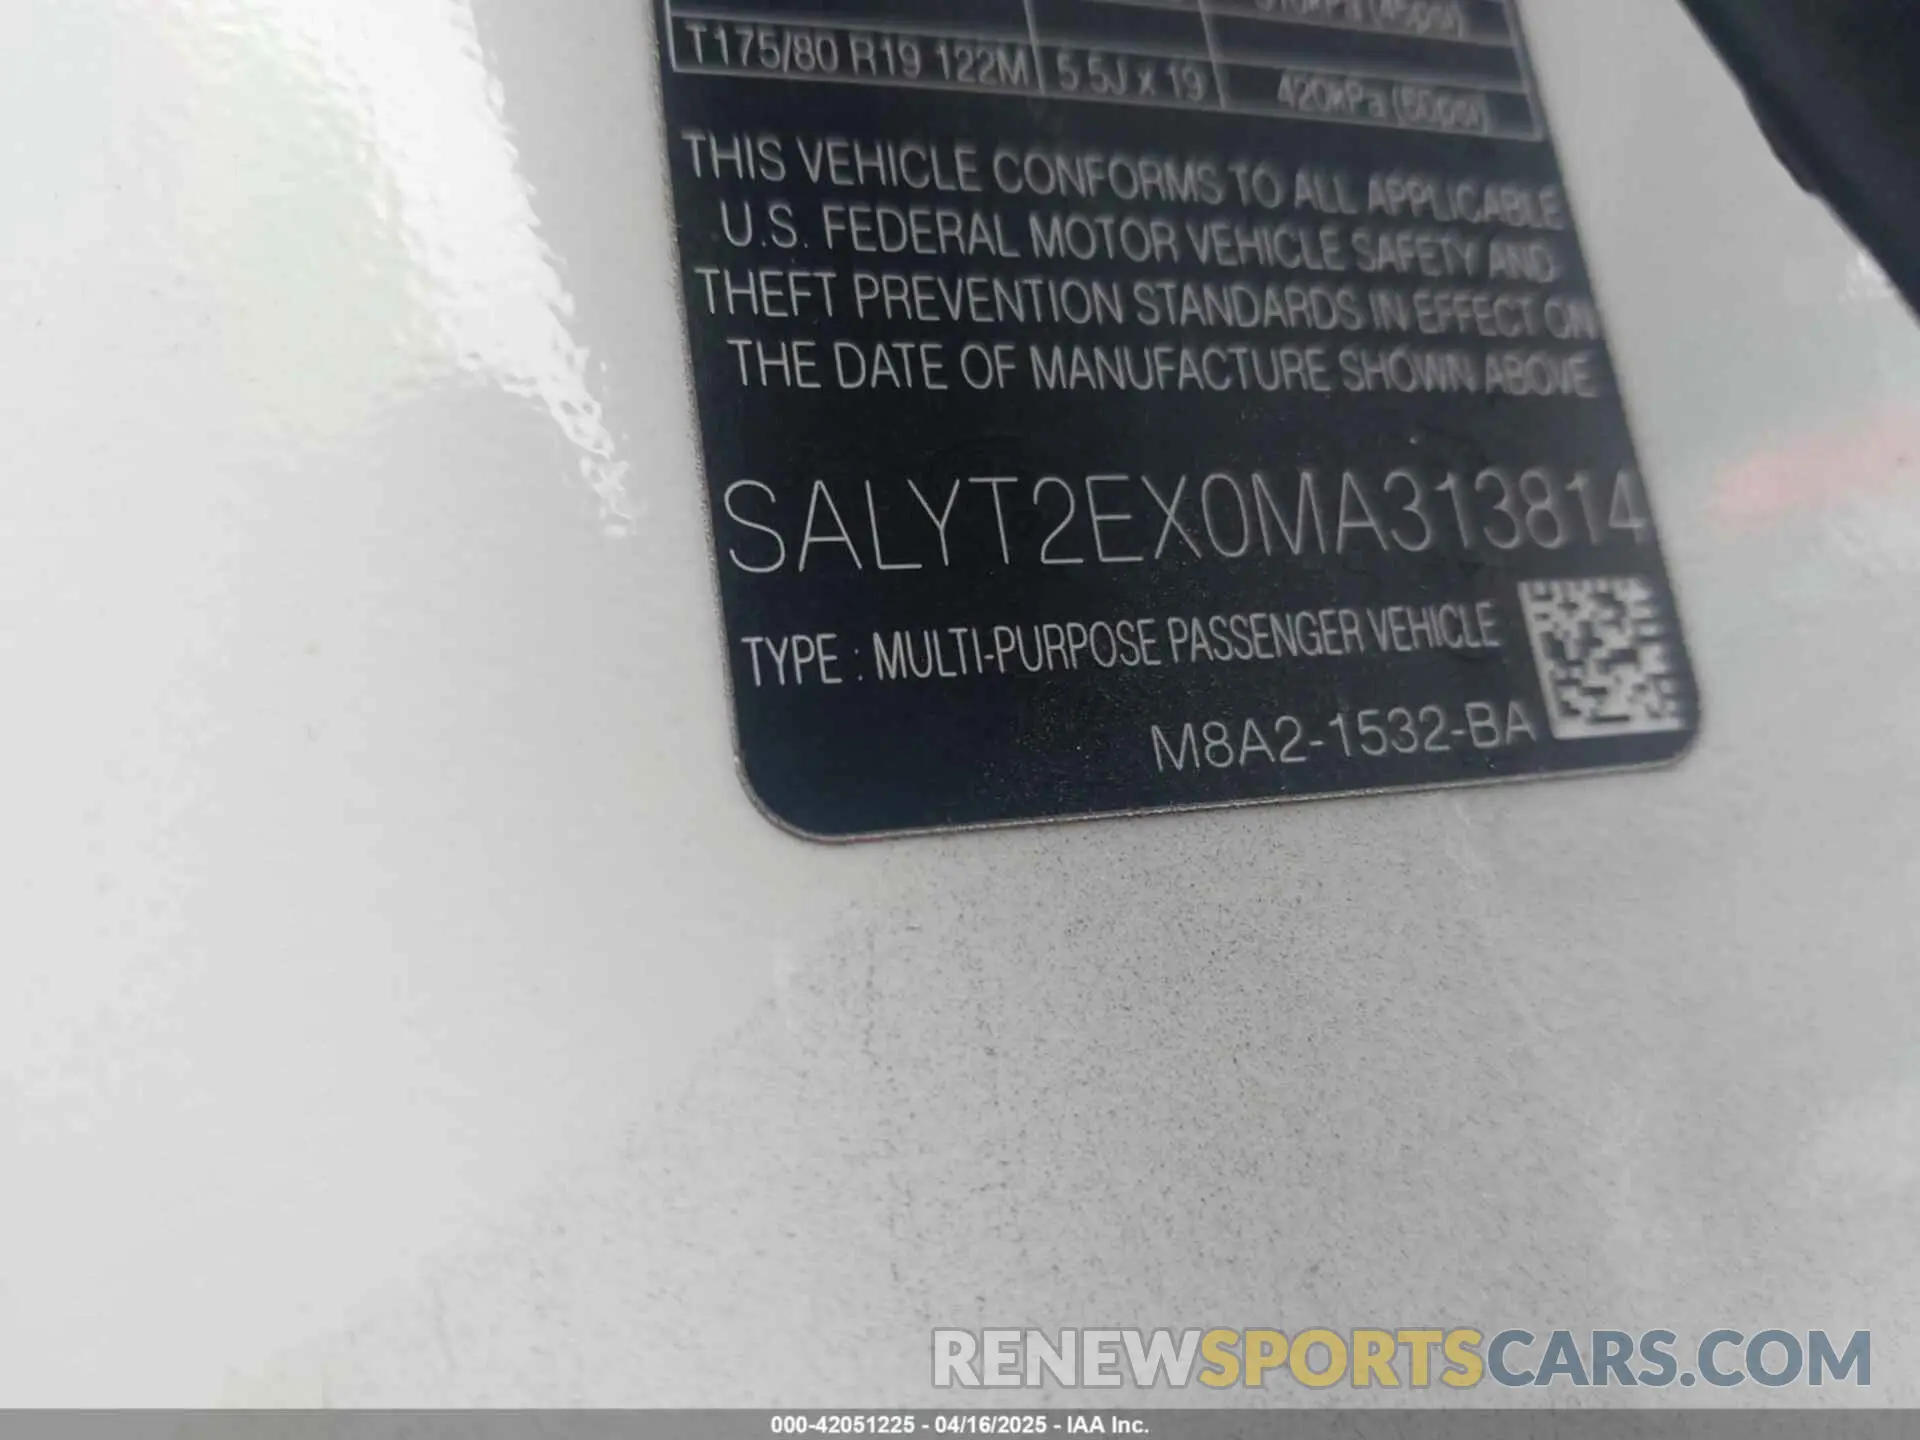 T175/80 R19 122M 5.5J x 19 420kPa (60psi)
THIS VEHICLE CONFORMS TO ALL APPLICABLE
U.S. FEDERAL MOTOR VEHICLE SAFETY AND
THEFT PREVENTION STANDARDS IN EFFECT ON
THE DATE OF MANUFACTURE SHOWN ABOVE
SALYT2EX0MA313814
TYPE : MULTI-PURPOSE PASSENGER VEHICLE
M8A2-1532-BA
RENEWSPORTSCARS.COM
000-42051225 - 04/16/2025 - IAA Inc.